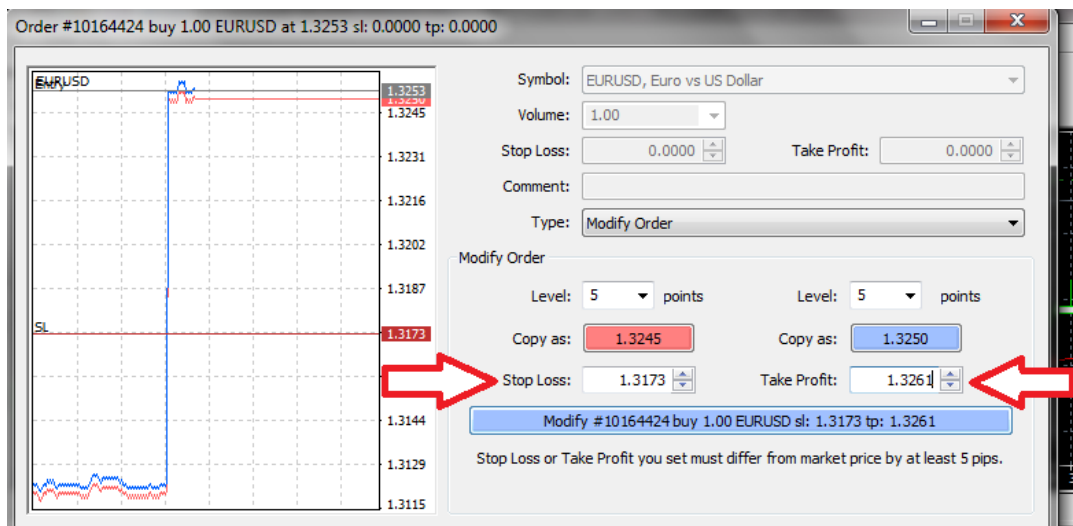 Order #10164424 buy 1.00 EURUSD at 1.3253 sl: 0.0000 tp: 0.0000
EURUSD
Entry
1.3253
1.3250
1.3245
1.3231
1.3216
1.3202
1.3187
SL
1.3173
1.3144
1.3129
1.3115
Symbol: EURUSD, Euro vs US Dollar
Volume: 1.00
Stop Loss: 0.0000 Take Profit: 0.0000
Comment:
Type: Modify Order
Modify Order
Level: 5 points Level: 5 points
Copy as: 1.3245 Copy as: 1.3250
Stop Loss: 1.3173 Take Profit: 1.3261
Modify #10164424 buy 1.00 EURUSD sl: 1.3173 tp: 1.3261
Stop Loss or Take Profit you set must differ from market price by at least 5 pips.